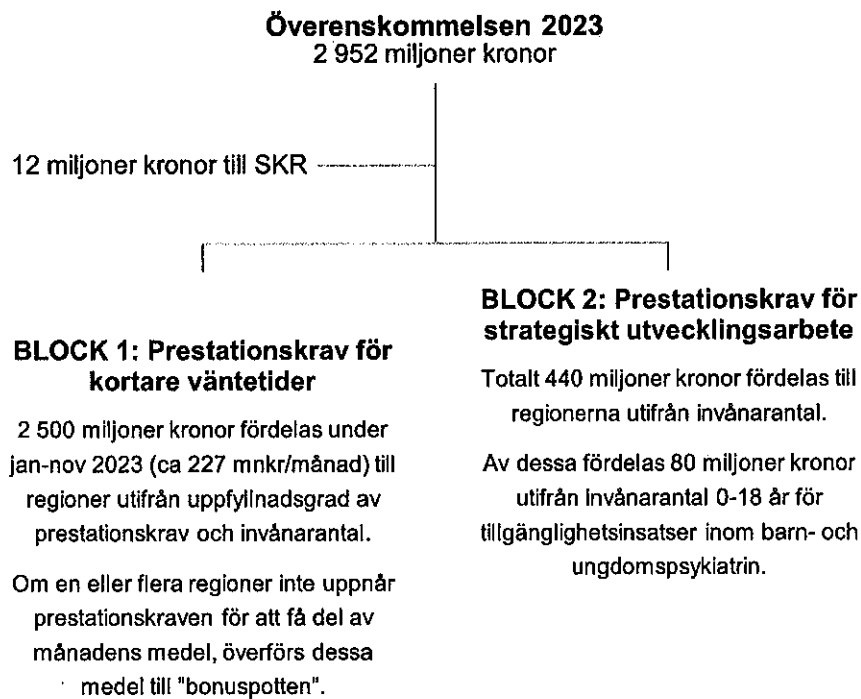 Överenskommelsen 2023
2 952 miljoner kronor
12 miljoner kronor till SKR
BLOCK 1: Prestationskrav för
kortare väntetider
2 500 miljoner kronor fördelas under
jan-nov 2023 (ca 227 mnkr/månad) till
regioner utifrån uppfyllnadsgrad av
prestationskrav och invånarantal.
Om en eller flera regioner inte uppnår
prestationskraven för att få del av
månadens medel, överförs dessa
medel till "bonuspotten".
BLOCK 2: Prestationskrav för
strategiskt utvecklingsarbete
Totalt 440 miljoner kronor fördelas till
regionerna utifrån invånarantal.
Av dessa fördelas 80 miljoner kronor
utifrån invånarantal 0-18 år för
tillgänglighetsinsatser inom barn- och
ungdomspsykiatrin.